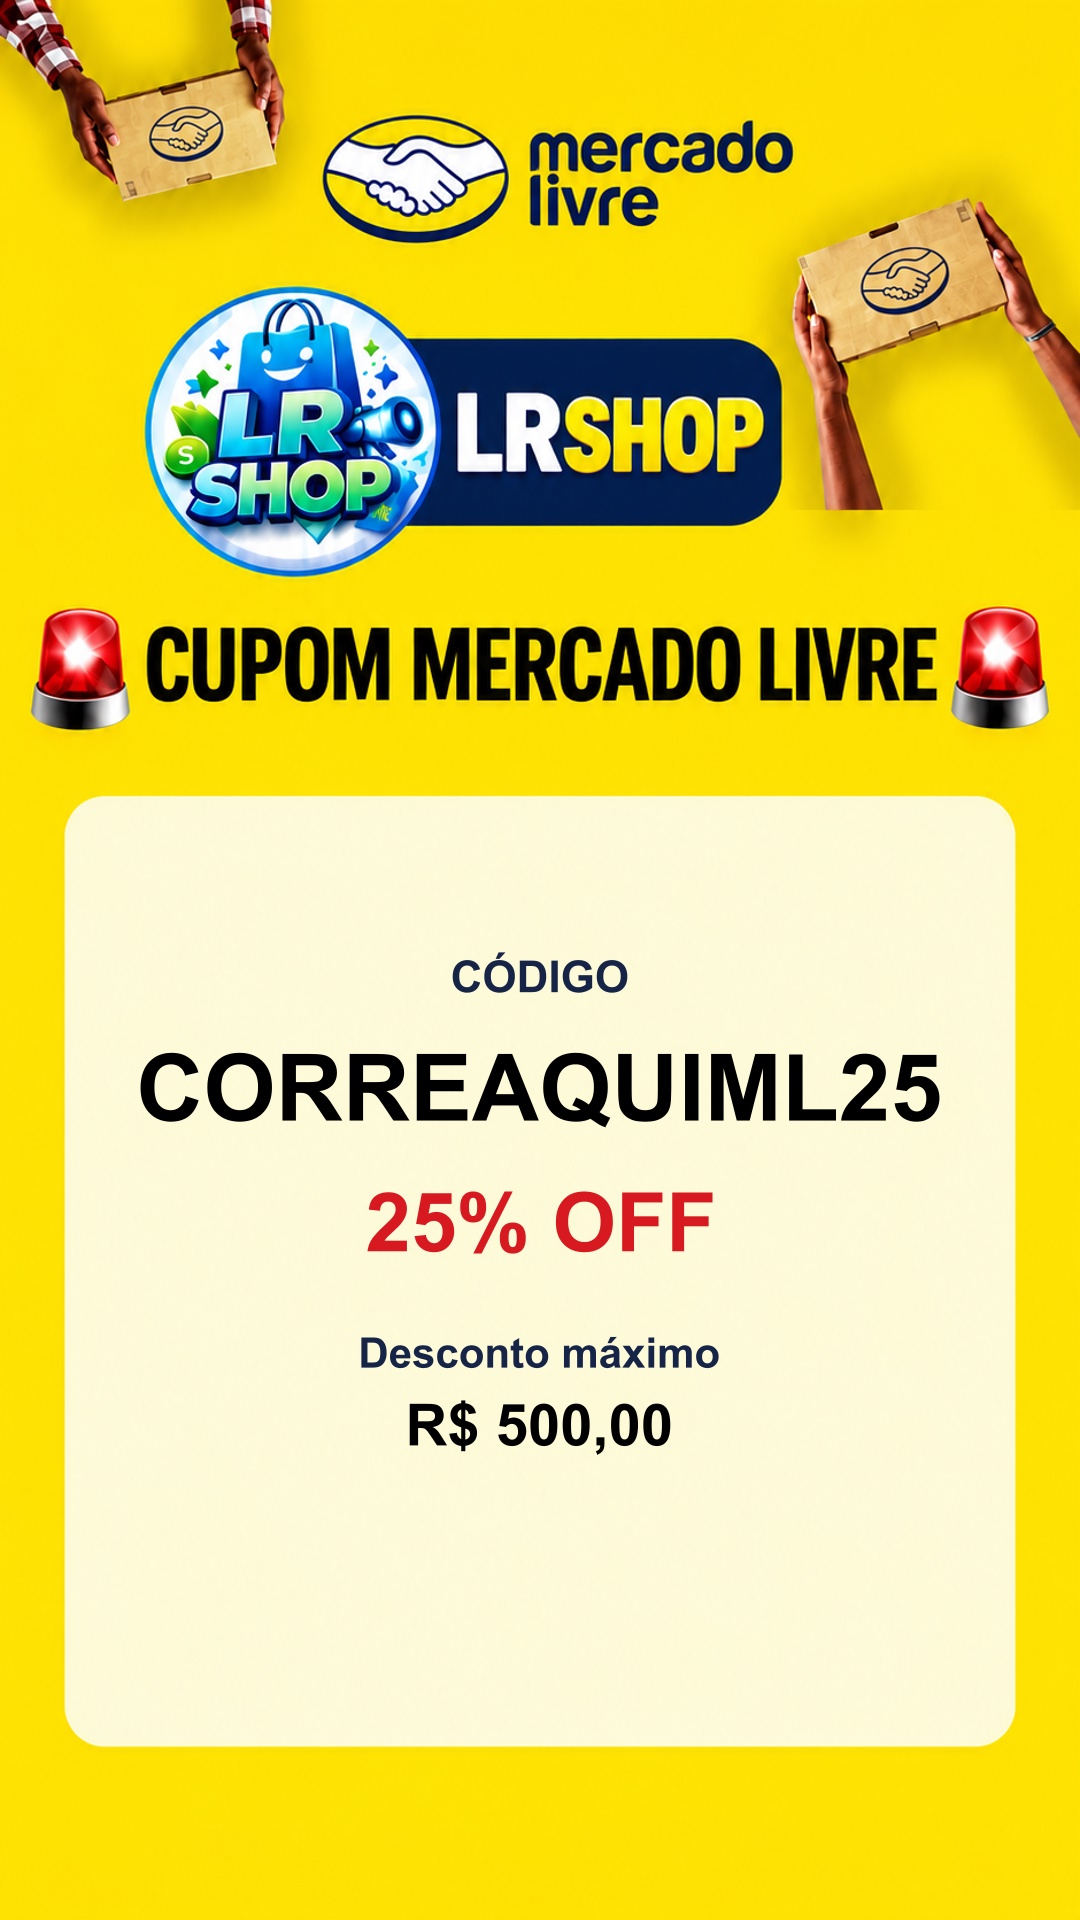 mercado
livre
LR
SHOP
S
LRSHOP
CUPOM MERCADO LIVRE
CÓDIGO
CORREAQUIML25
25% OFF
Desconto máximo
R$ 500,00